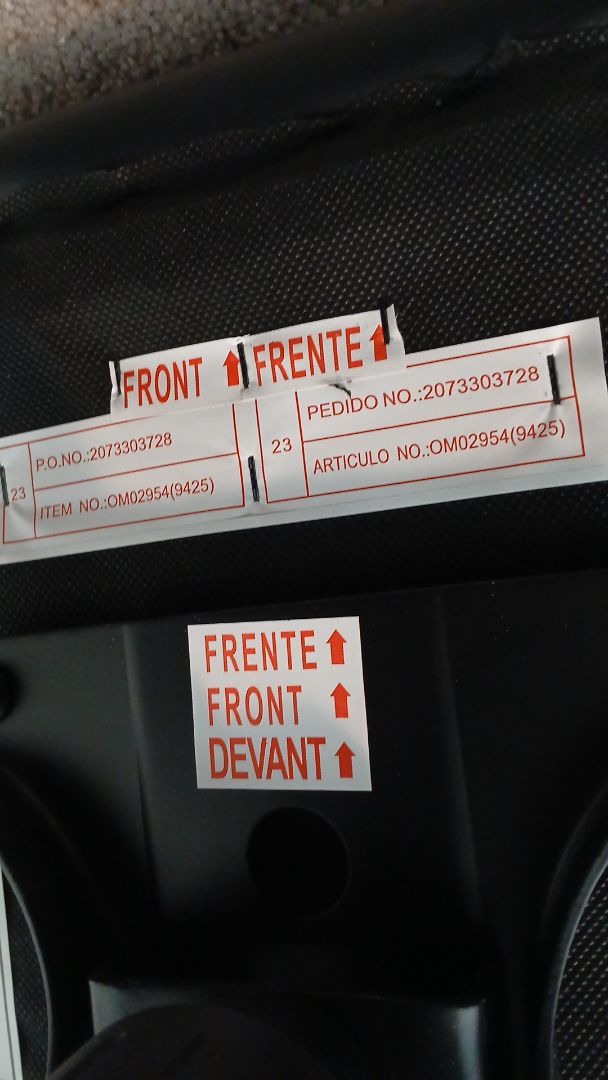 FRONT
FRENTE
23
P.O.NO.:2073303728
ITEM NO.:OM02954(9425)
23
PEDIDO NO.:2073303728
ARTICULO NO.:OM02954(9425)
FRENTE
FRONT
DEVANT